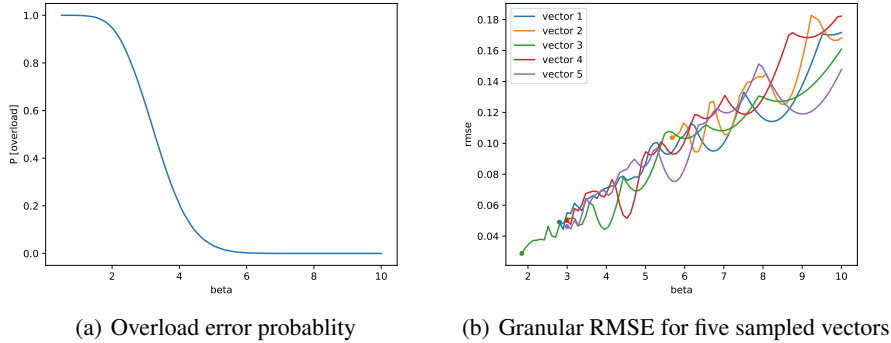 1.0
0.8
0.6
0.4
0.2
0.0
P [overload]
2
4
6
8
10
beta
(a) Overload error probablity
0.18
0.16
0.14
0.12
0.10
0.08
0.06
0.04
rmse
vector 1
vector 2
vector 3
vector 4
vector 5
2
3
4
5
6
7
8
9
10
beta
(b) Granular RMSE for five sampled vectors